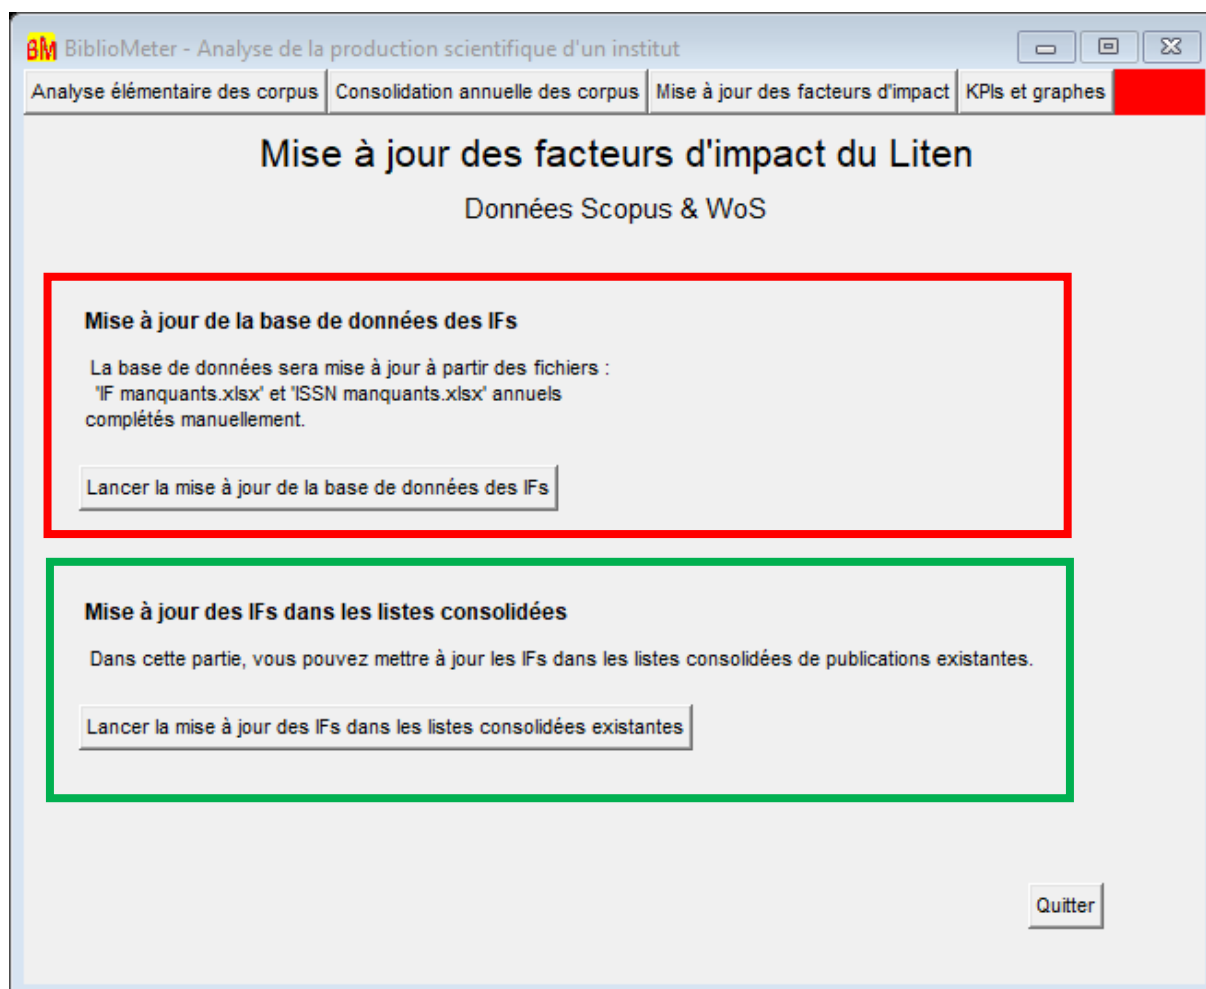 BM BiblioMeter - Analyse de la production scientifique d'un institut
Analyse élémentaire des corpus Consolidation annuelle des corpus Mise à jour des facteurs d'impact KPIs et graphes
Mise à jour des facteurs d'impact du Liten
Données Scopus & WoS
Mise à jour de la base de données des IFs
La base de données sera mise à jour à partir des fichiers :
'IF manquants.xlsx' et 'ISSN manquants.xlsx' annuels
complétés manuellement.
Lancer la mise à jour de la base de données des IFs
Mise à jour des IFs dans les listes consolidées
Dans cette partie, vous pouvez mettre à jour les IFs dans les listes consolidées de publications existantes.
Lancer la mise à jour des IFs dans les listes consolidées existantes
Quitter